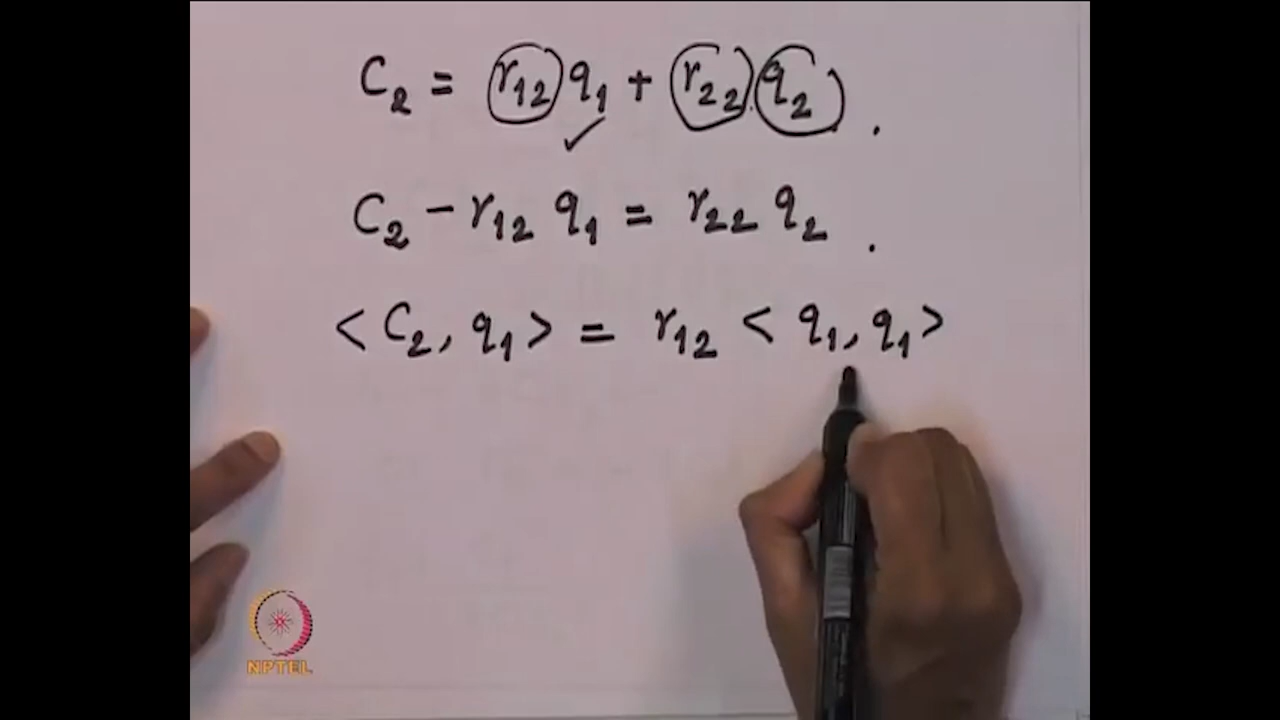 C₂ = r₁₂ q₁ + r₂₂ q₂ .
✓
C₂ - r₁₂ q₁ = r₂₂ q₂ .
< C₂, q₁ > = r₁₂ < q₁, q₁ >
NPTEL